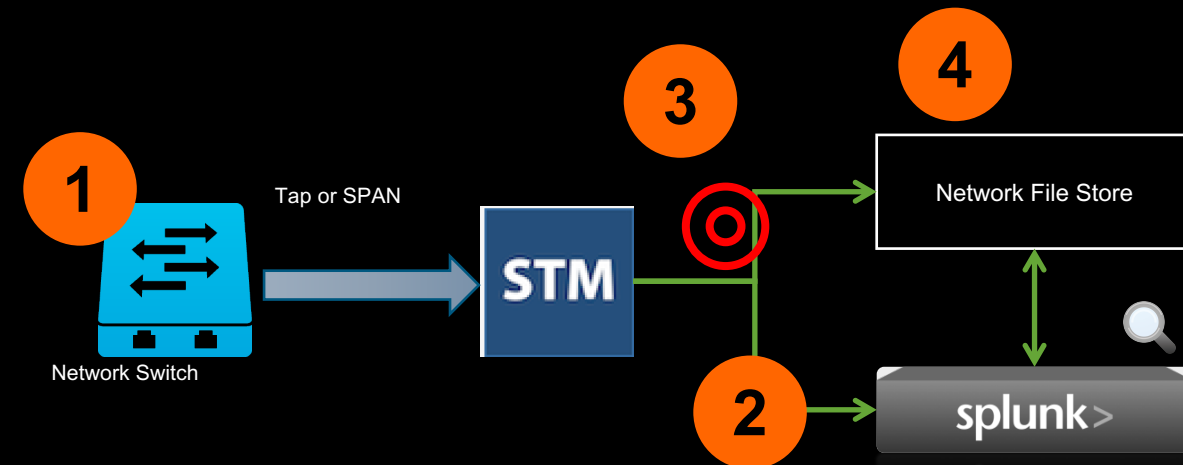 4
3
1
Tap or SPAN
Network File Store
STM
Network Switch
2
splunk>